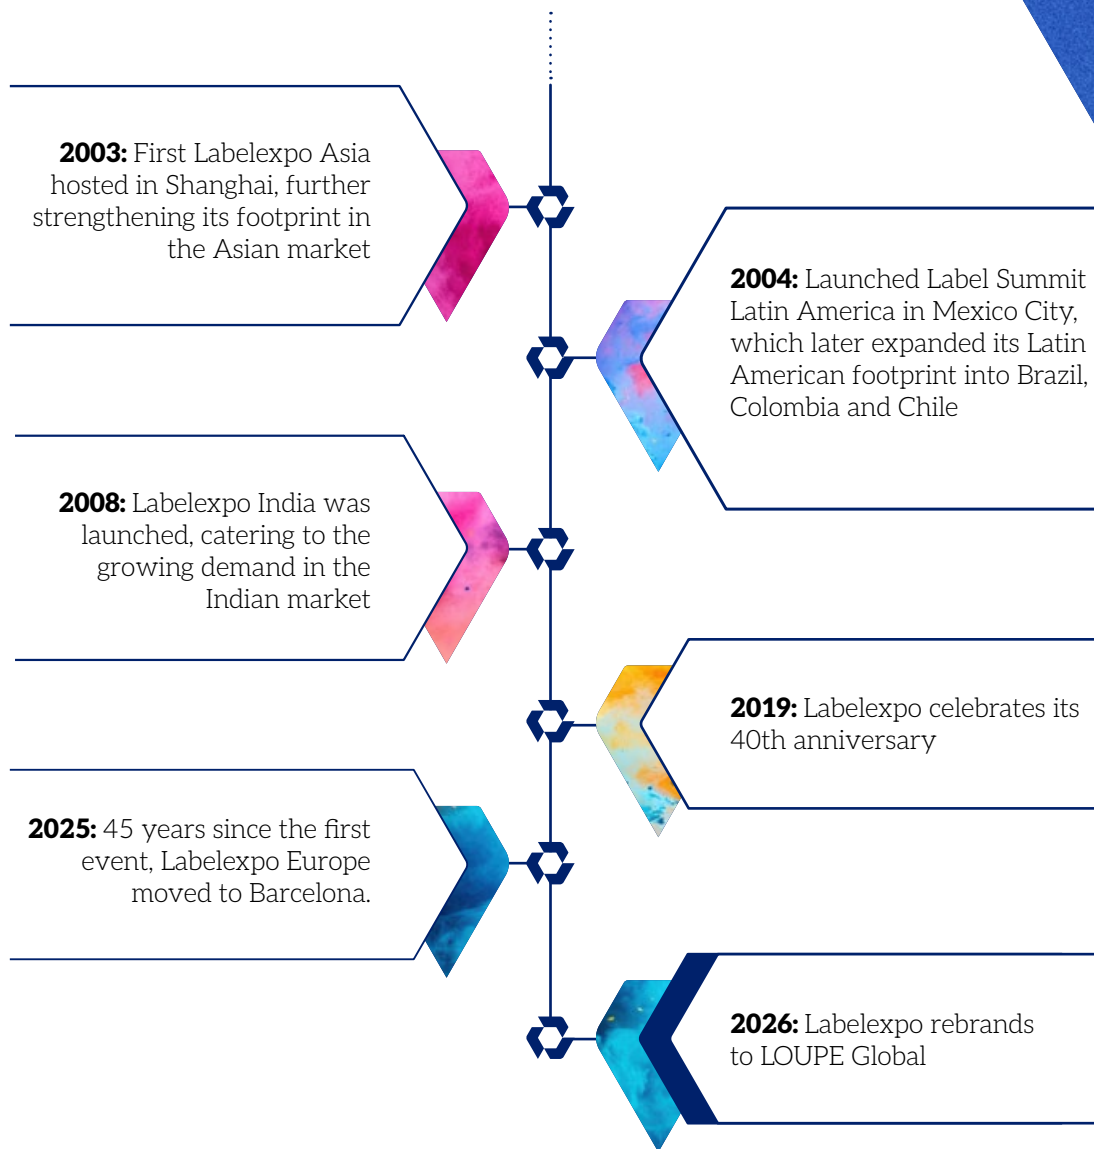 2003: First Labelexpo Asia
hosted in Shanghai, further
strengthening its footprint in
the Asian market
2004: Launched Label Summit
Latin America in Mexico City,
which later expanded its Latin
American footprint into Brazil,
Colombia and Chile
2008: Labelexpo India was
launched, catering to the
growing demand in the
Indian market
2019: Labelexpo celebrates its
40th anniversary
2025: 45 years since the first
event, Labelexpo Europe
moved to Barcelona.
2026: Labelexpo rebrands
to LOUPE Global